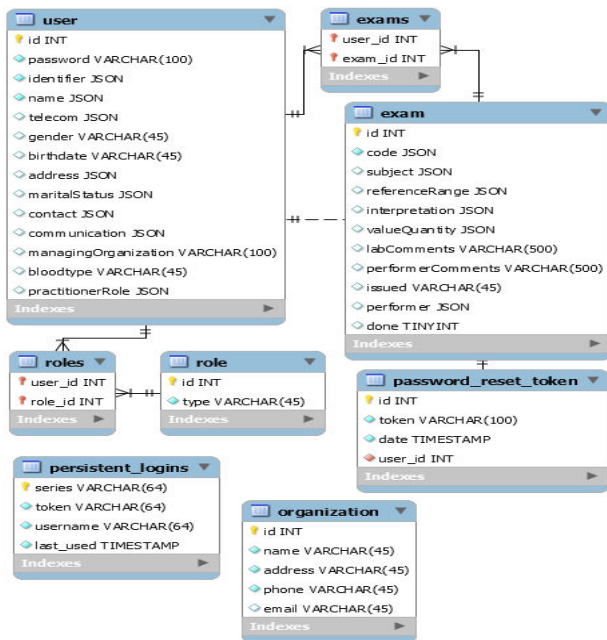 user
id INT
password VARCHAR(100)
identifier JSON
name JSON
telecom JSON
gender VARCHAR(45)
birthdate VARCHAR(45)
address JSON
maritalStatus JSON
contact JSON
communication JSON
managingOrganization VARCHAR(100)
bloodtype VARCHAR(45)
practitionerRole JSON
Indexes
exams
user_id INT
exam_id INT
Indexes
exam
id INT
code JSON
subject JSON
referenceRange JSON
interpretation JSON
valueQuantity JSON
labComments VARCHAR(500)
performerComments VARCHAR(500)
issued VARCHAR(45)
performer JSON
done TINYINT
Indexes
roles
user_id INT
role_id INT
Indexes
role
id INT
type VARCHAR(45)
Indexes
password_reset_token
id INT
token VARCHAR(100)
date TIMESTAMP
user_id INT
Indexes
persistent_logins
series VARCHAR(64)
token VARCHAR(64)
username VARCHAR(64)
last_used TIMESTAMP
Indexes
organization
id INT
name VARCHAR(45)
address VARCHAR(45)
phone VARCHAR(45)
email VARCHAR(45)
Indexes